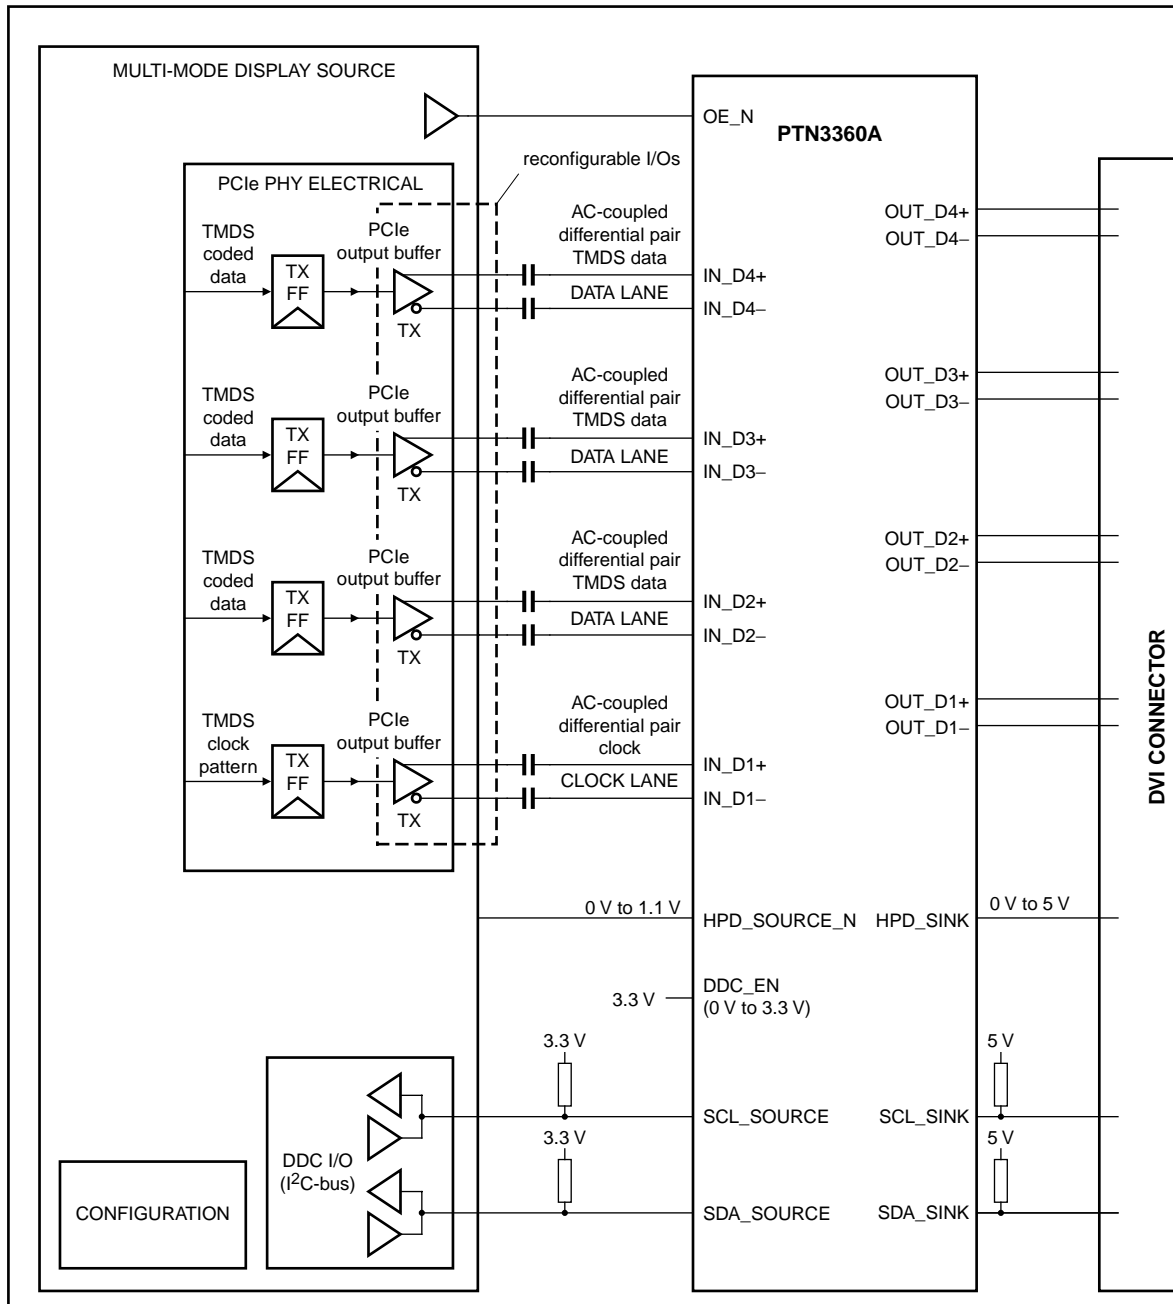 MULTI-MODE DISPLAY SOURCE
OE_N
PTN3360A
reconfigurable I/Os
PCIe PHY ELECTRICAL
TMDS
coded
data
TX
FF
PCIe
output buffer
TX
AC-coupled
differential pair
TMDS data
DATA LANE
IN_D4+
IN_D4−
OUT_D4+
OUT_D4−
TMDS
coded
data
TX
FF
PCIe
output buffer
TX
AC-coupled
differential pair
TMDS data
DATA LANE
IN_D3+
IN_D3−
OUT_D3+
OUT_D3−
TMDS
coded
data
TX
FF
PCIe
output buffer
TX
AC-coupled
differential pair
TMDS data
DATA LANE
IN_D2+
IN_D2−
OUT_D2+
OUT_D2−
TMDS
clock
pattern
TX
FF
PCIe
output buffer
TX
AC-coupled
differential pair
clock
CLOCK LANE
IN_D1+
IN_D1−
OUT_D1+
OUT_D1−
DVI CONNECTOR
0 V to 1.1 V
HPD_SOURCE_N
HPD_SINK
0 V to 5 V
3.3 V
DDC_EN
(0 V to 3.3 V)
3.3 V
5 V
SCL_SOURCE
SCL_SINK
3.3 V
5 V
DDC I/O
(I²C-bus)
SDA_SOURCE
SDA_SINK
CONFIGURATION